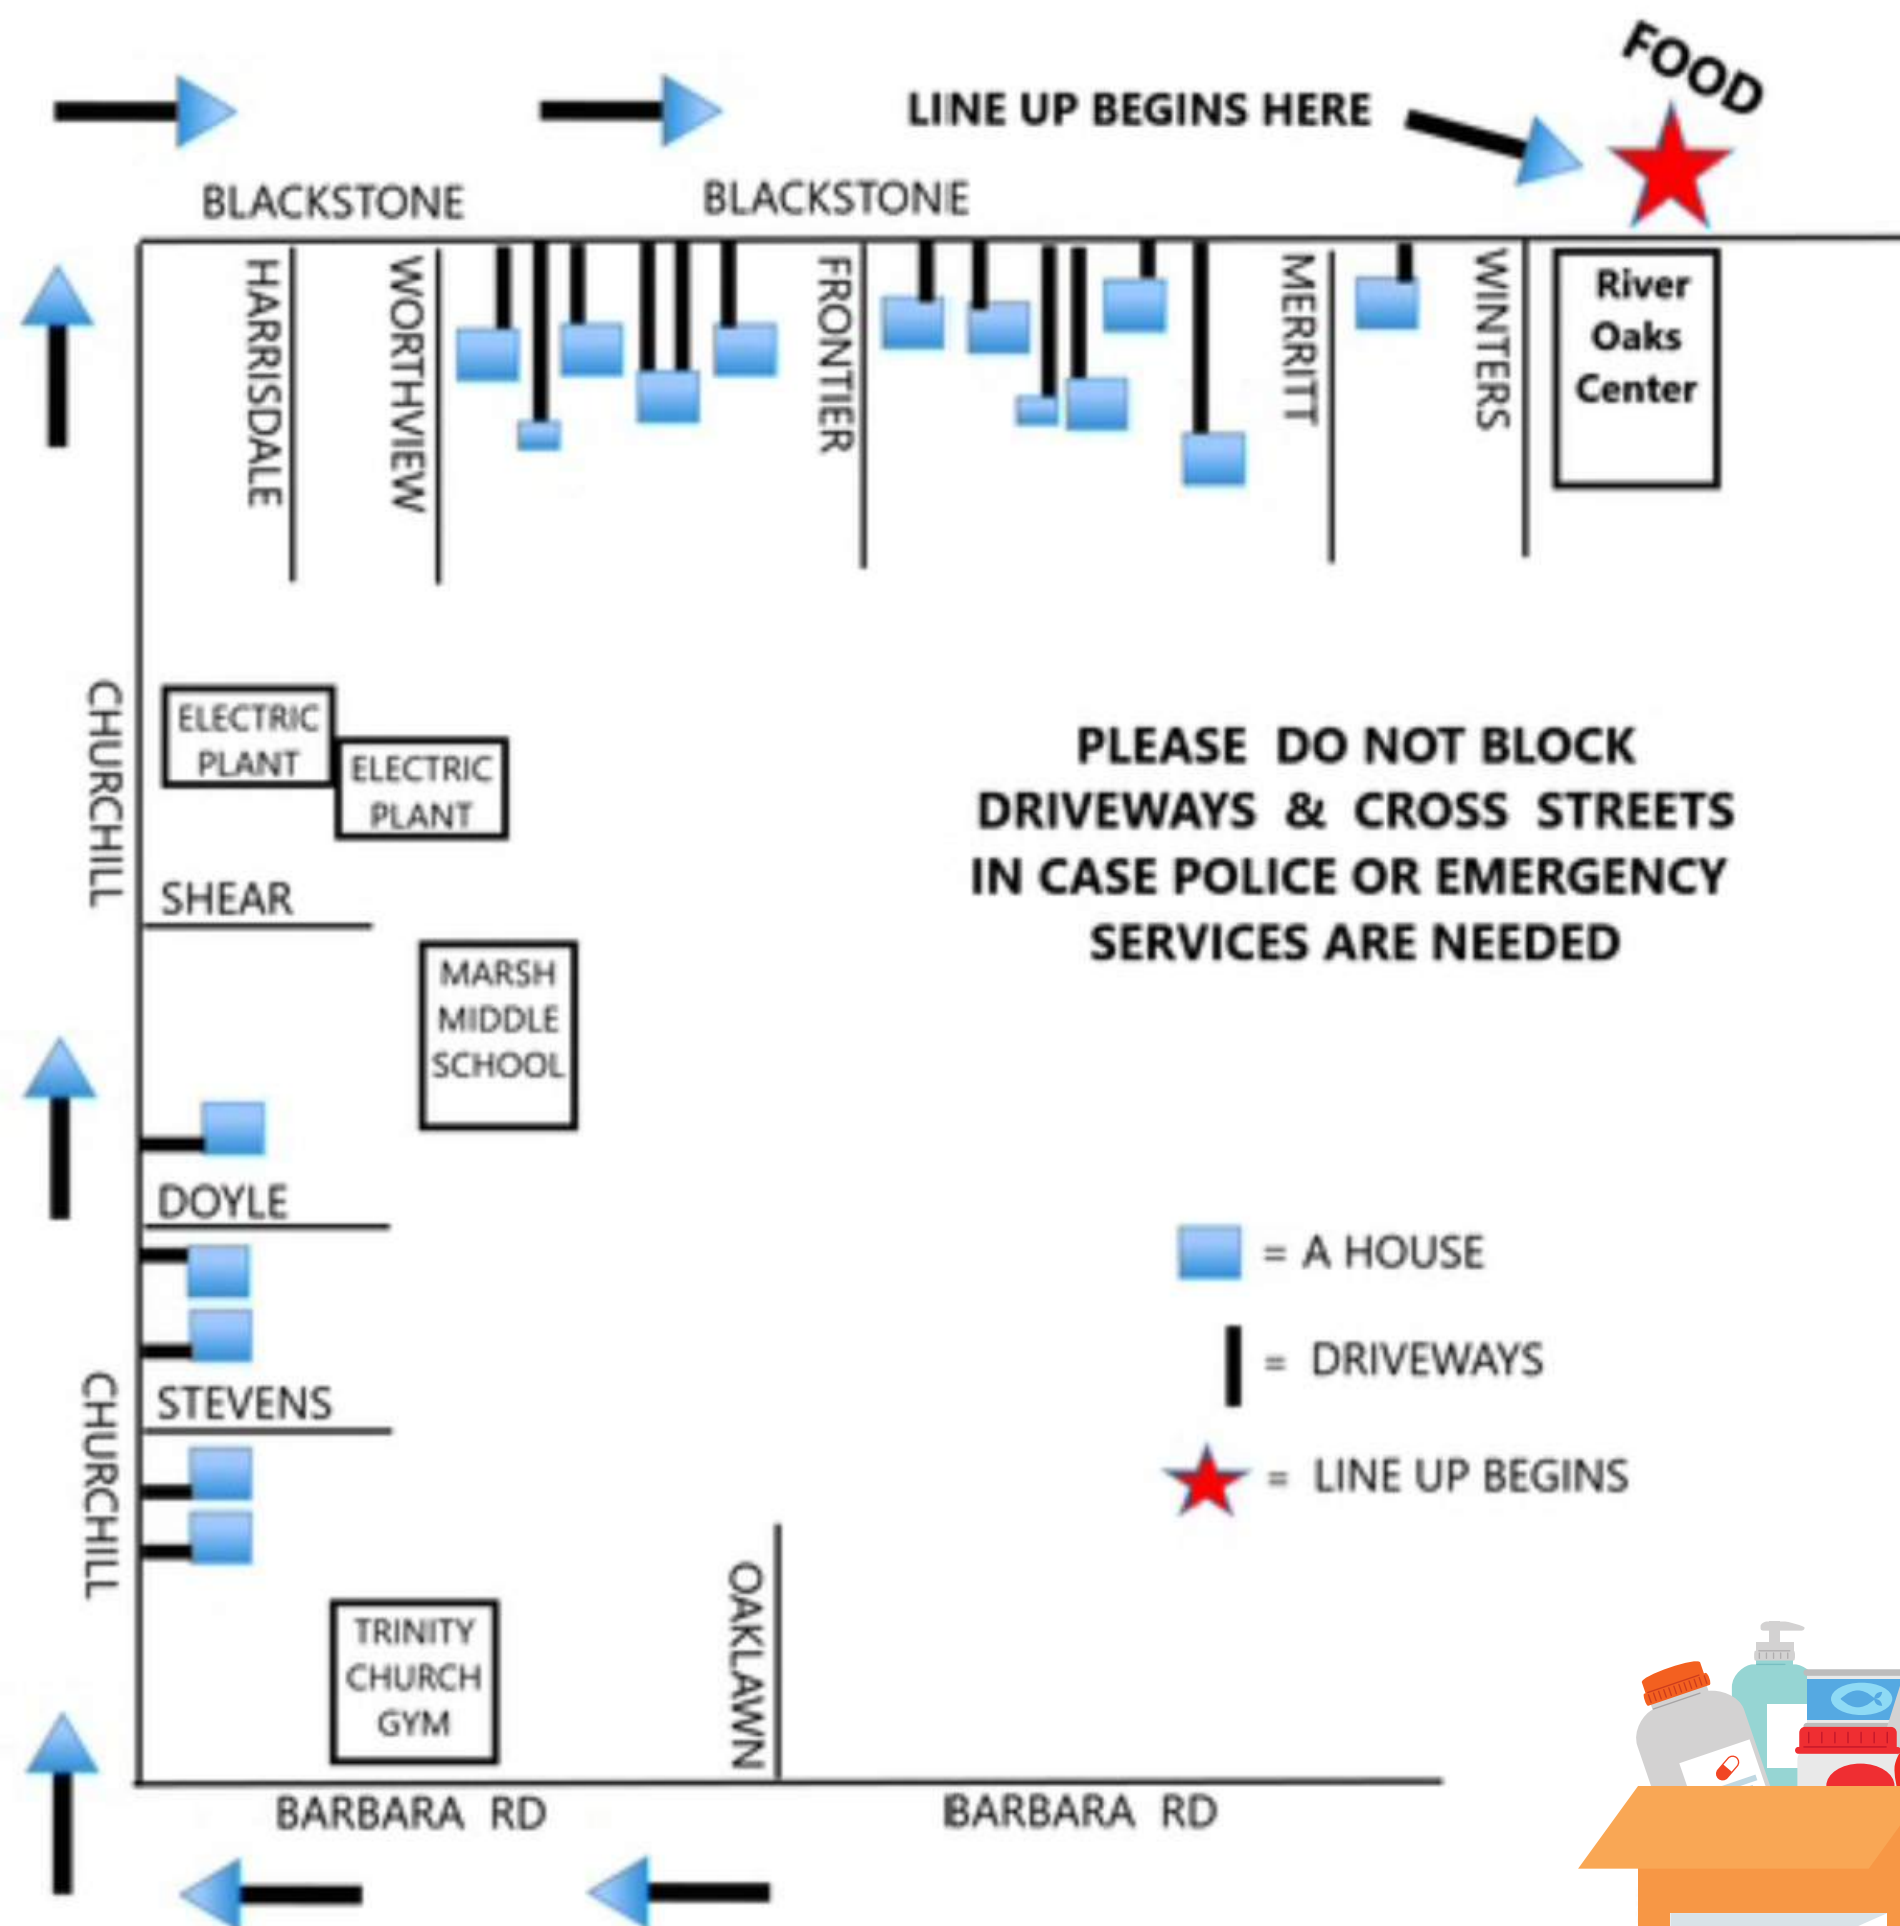 FOOD
LINE UP BEGINS HERE
BLACKSTONE
BLACKSTONE
HARRISDALE
WORTHVIEW
FRONTIER
MERRITT
WINTERS
River
Oaks
Center
CHURCHILL
ELECTRIC
PLANT
ELECTRIC
PLANT
PLEASE DO NOT BLOCK
DRIVEWAYS & CROSS STREETS
IN CASE POLICE OR EMERGENCY
SERVICES ARE NEEDED
SHEAR
MARSH
MIDDLE
SCHOOL
DOYLE
= A HOUSE
= DRIVEWAYS
STEVENS
CHURCHILL
= LINE UP BEGINS
TRINITY
CHURCH
GYM
OAKLAWN
BARBARA RD
BARBARA RD